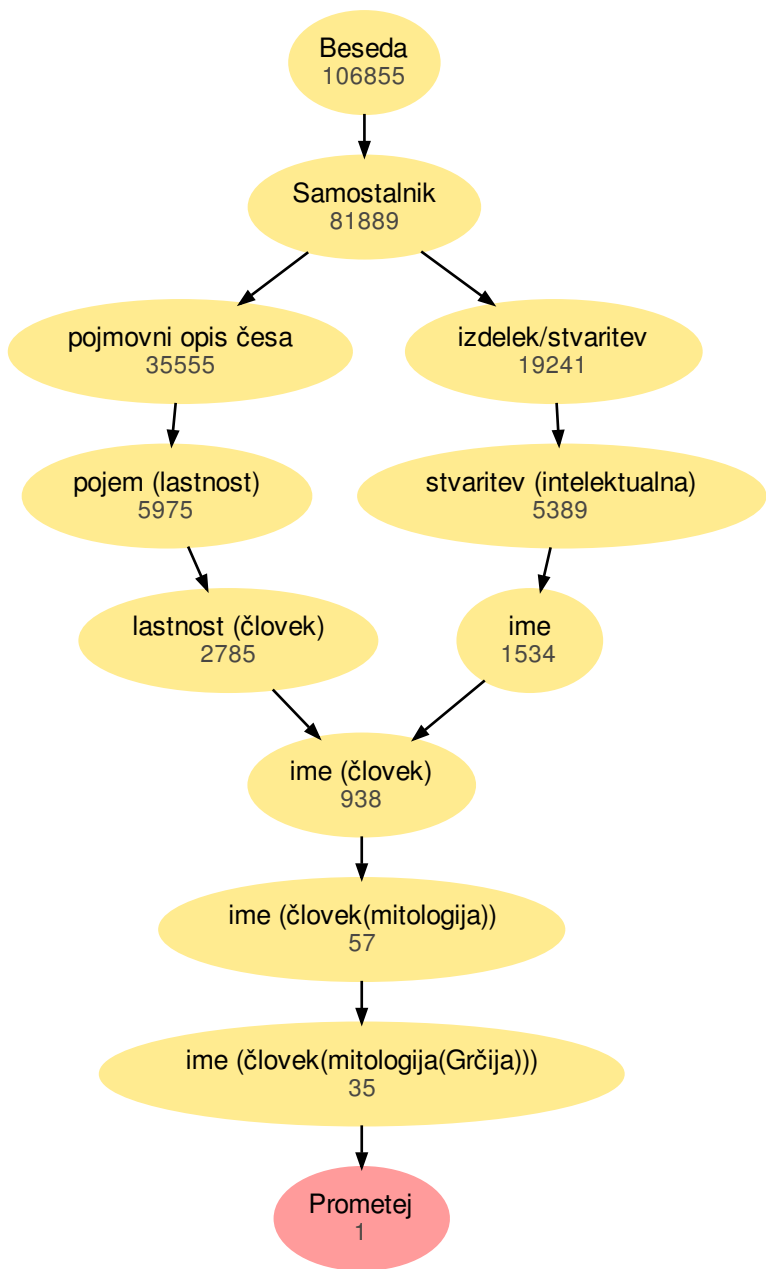 Beseda
106855
Samostalnik
81889
pojmovni opis česa
35555
izdelek/stvaritev
19241
pojem (lastnost)
5975
stvaritev (intelektualna)
5389
lastnost (človek)
2785
ime
1534
ime (človek)
938
ime (človek(mitologija))
57
ime (človek(mitologija(Grčija)))
35
Prometej
1